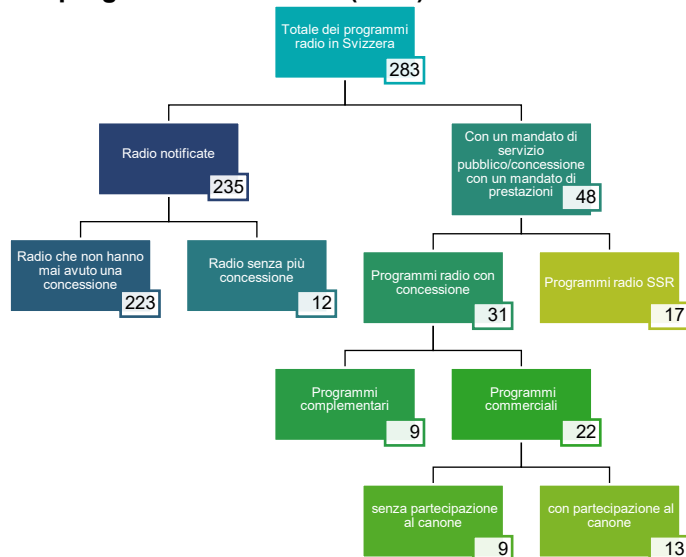 Totale dei programmi
radio in Svizzera
283
Radio notificate
235
Con un mandato di
servizio
pubblico/concessione
con un mandato di
prestazioni
48
Radio che non hanno
mai avuto una
concessione
223
Radio senza più
concessione
12
Programmi radio con
concessione
31
Programmi radio SSR
17
Programmi
complementari
9
Programmi
commerciali
22
senza partecipazione
al canone
9
con partecipazione al
canone
13